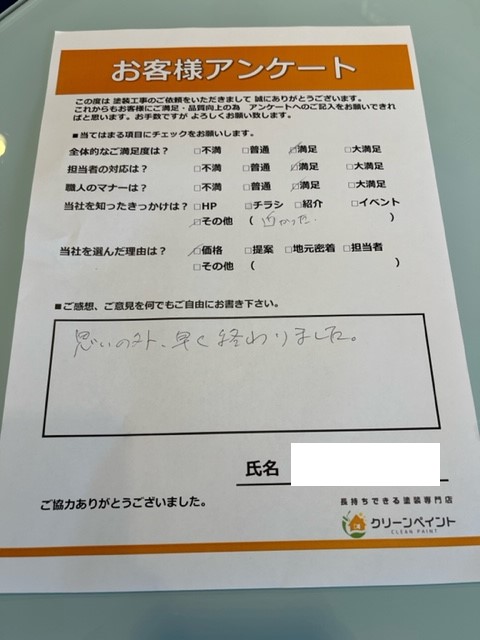 お客様アンケート
この度は 塗装工事のご依頼をいただきまして 誠にありがとうございます。
これからもお客様にご満足・品質向上の為 アンケートへのご記入をお願いできれ
ばと思います。お手数ですが よろしくお願い致します。
■当てはまる項目にチェックをお願いします。
全体的なご満足度は? □不満 □普通 ☑満足 □大満足
担当者の対応は? □不満 □普通 ☑満足 □大満足
職人のマナーは? □不満 □普通 ☑満足 □大満足
当社を知ったきっかけは? □HP □チラシ □紹介 □イベント
☑その他 ( 近かった. )
当社を選んだ理由は? ☑価格 □提案 □地元密着 □担当者
□その他 ( )
■ご感想、ご意見を何でもご自由にお書き下さい。
思いの外、早く終わりました。
氏名
ご協力ありがとうございました。
長持ちできる塗装専門店
クリーンペイント
CLEAN PAINT